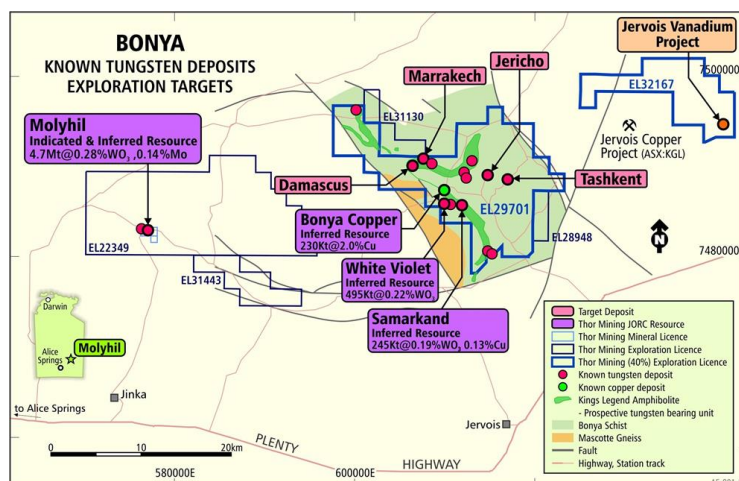 BONYA
KNOWN TUNGSTEN DEPOSITS
EXPLORATION TARGETS
Jervois Vanadium
Project
7500000
EL32167
Jericho
Marrakech
EL31130
Molyhil
Indicated & Inferred Resource
4.7Mt@0.28%WO₃ ,0.14%Mo
Jervois Copper
Project (ASX:KGL)
Damascus
Tashkent
Bonya Copper
Inferred Resource
230Kt@2.0%Cu
EL29701
EL28948
EL22349
N
7480000
White Violet
Inferred Resource
495Kt@0.22%WO₃
EL31443
Samarkand
Inferred Resource
245Kt@0.19%WO₃ 0.13%Cu
Darwin
Alice
Springs
Molyhil
Target Deposit
Thor Mining JORC Resource
Thor Mining Mineral Licence
Thor Mining Exploration Licence
Thor Mining (40%) Exploration Licence
Known tungsten deposit
Known copper deposit
Kings Legend Amphibolite
- Prospective tungsten bearing unit
Bonya Schist
Mascotte Gneiss
Fault
Highway, Station track
Jinka
to Alice Springs
Jervois
PLENTY
HIGHWAY
0 10 20km
580000E
600000E